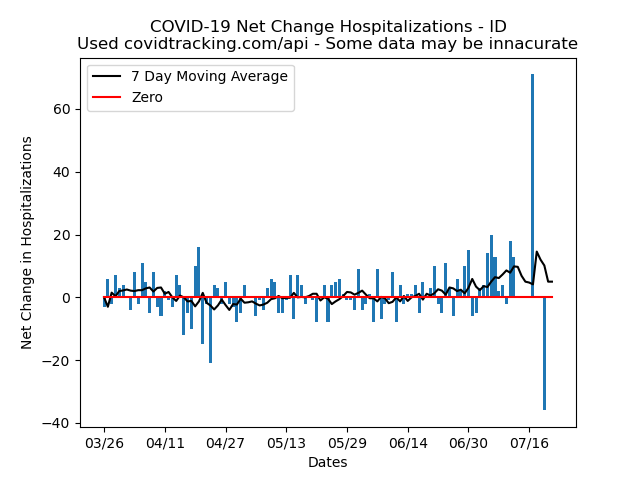 COVID-19 Net Change Hospitalizations - ID
Used covidtracking.com/api - Some data may be innacurate
7 Day Moving Average
Zero
Net Change in Hospitalizations
60
40
20
0
−20
−40
03/26 04/11 04/27 05/13 05/29 06/14 06/30 07/16
Dates